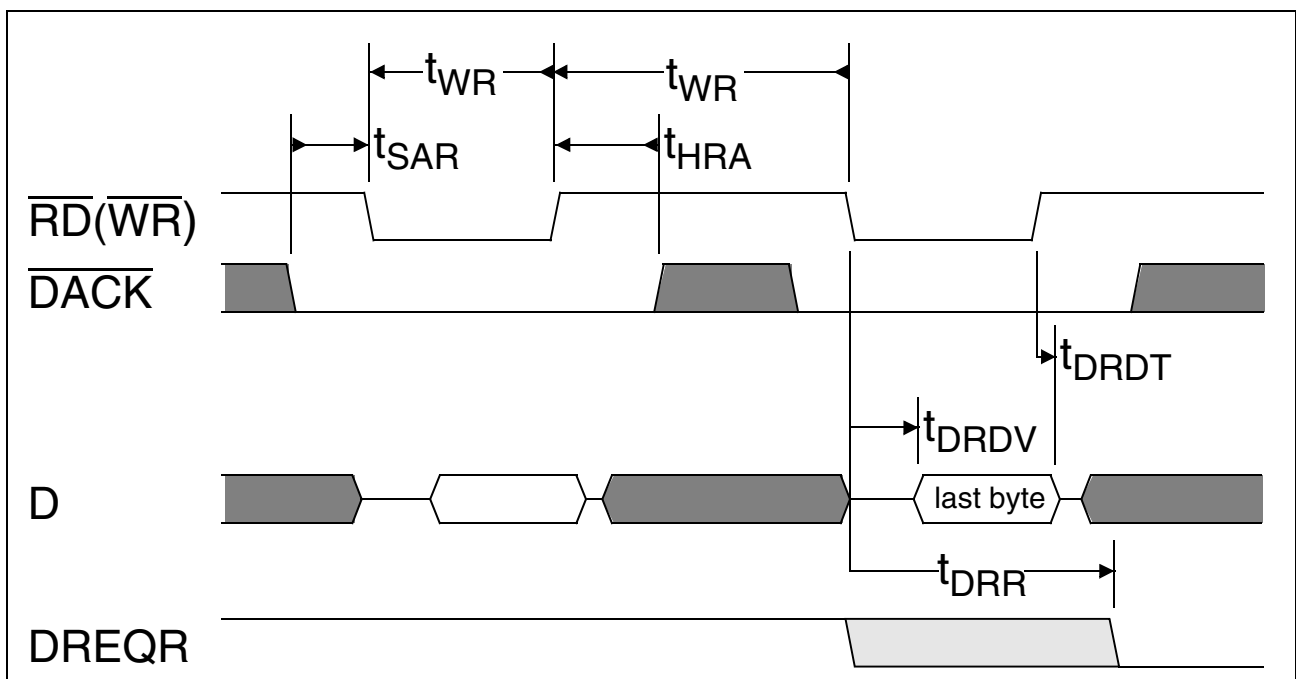 tWR tWR
tSAR tHRA
RD(WR)
DACK
tDRDT
tDRDV
D last byte
tDRR
DREQR